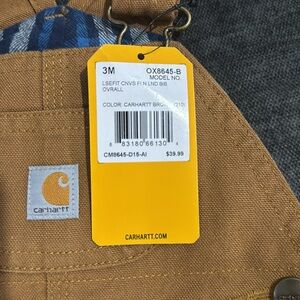 3M
OX8645-B
MODEL NO.
LSEFIT CNVS FLN LND BIB
OVRALL
COLOR: CARHARTT BRO
83180 66130
CM8645-D15-AI
$39.99
carhartt
CARHARTT.COM